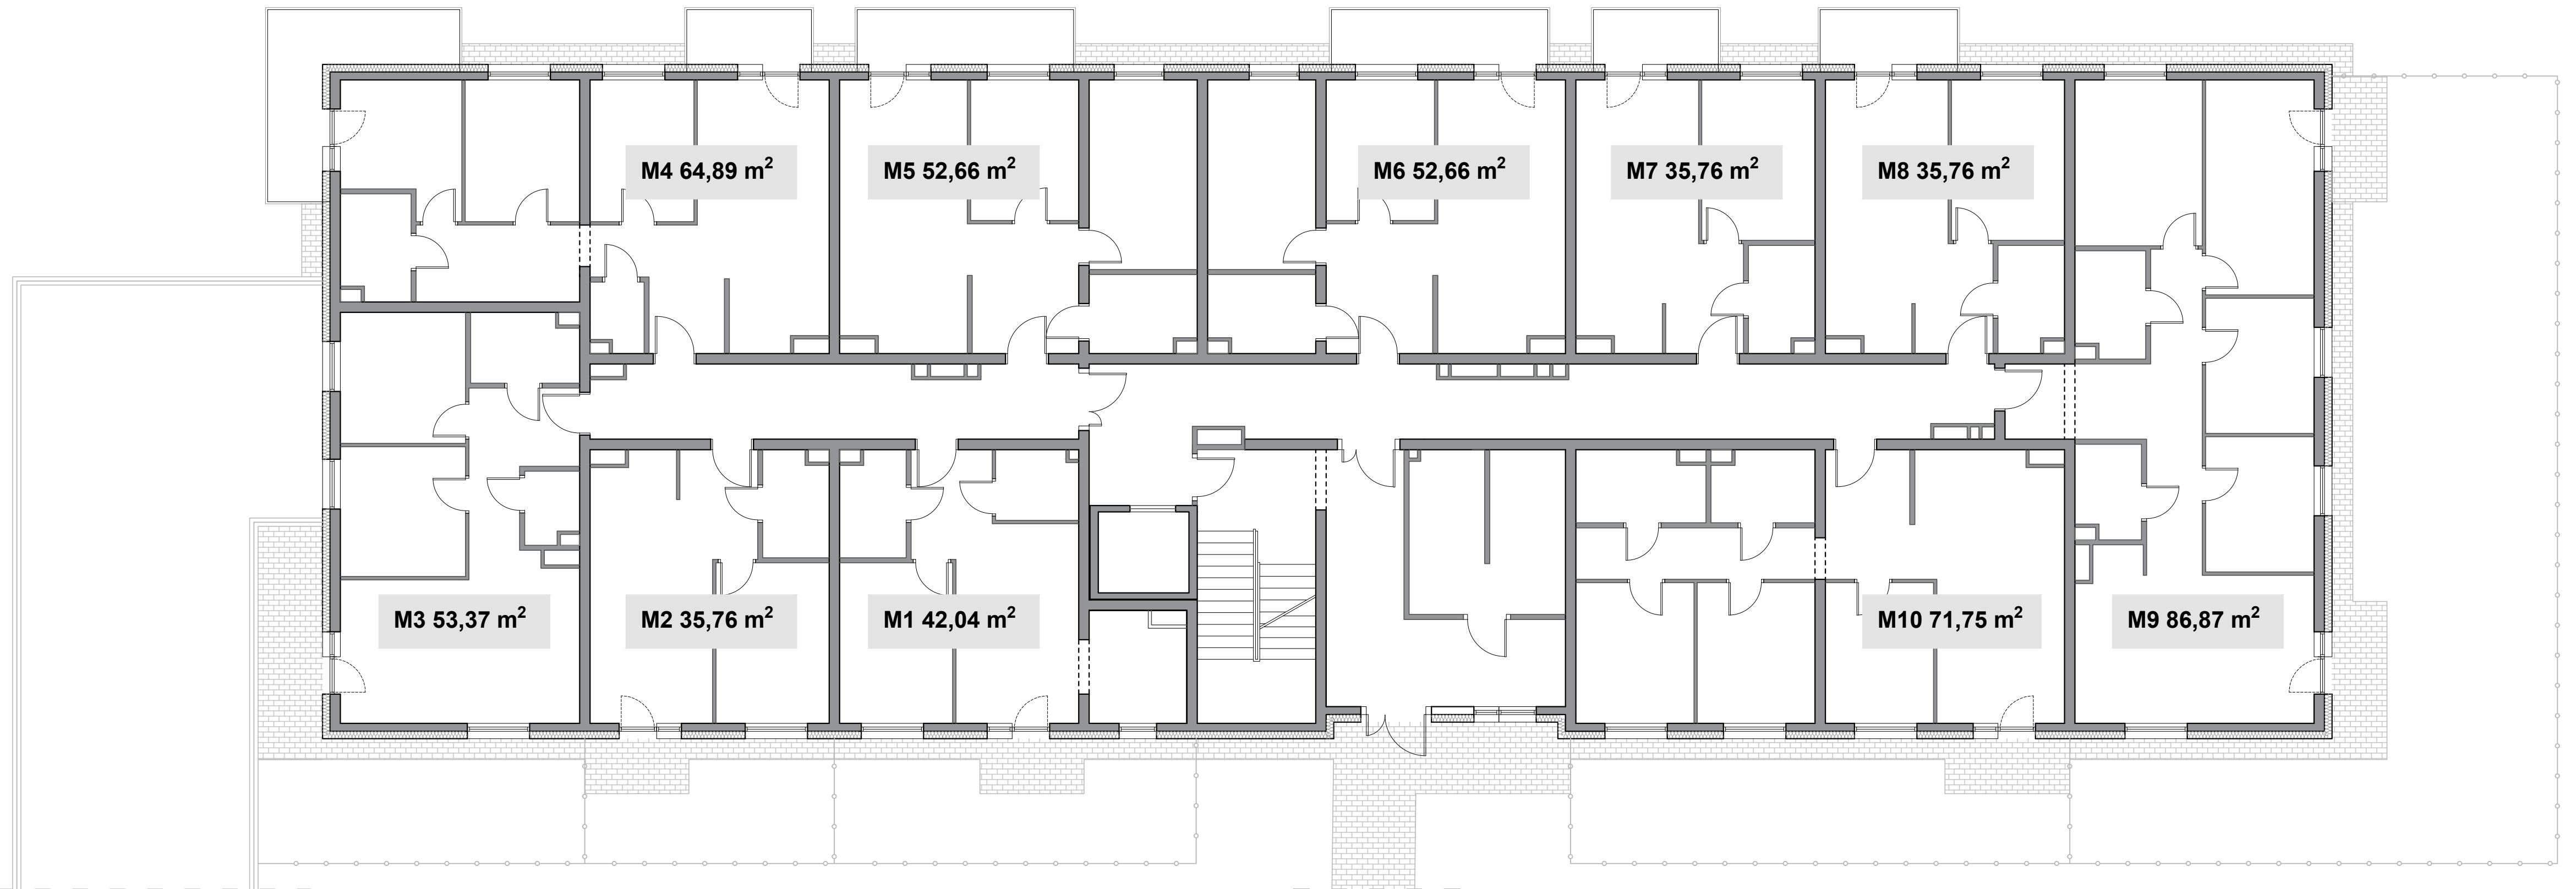 M4 64,89 m²
M5 52,66 m²
M6 52,66 m²
M7 35,76 m²
M8 35,76 m²
M3 53,37 m²
M2 35,76 m²
M1 42,04 m²
M10 71,75 m²
M9 86,87 m²